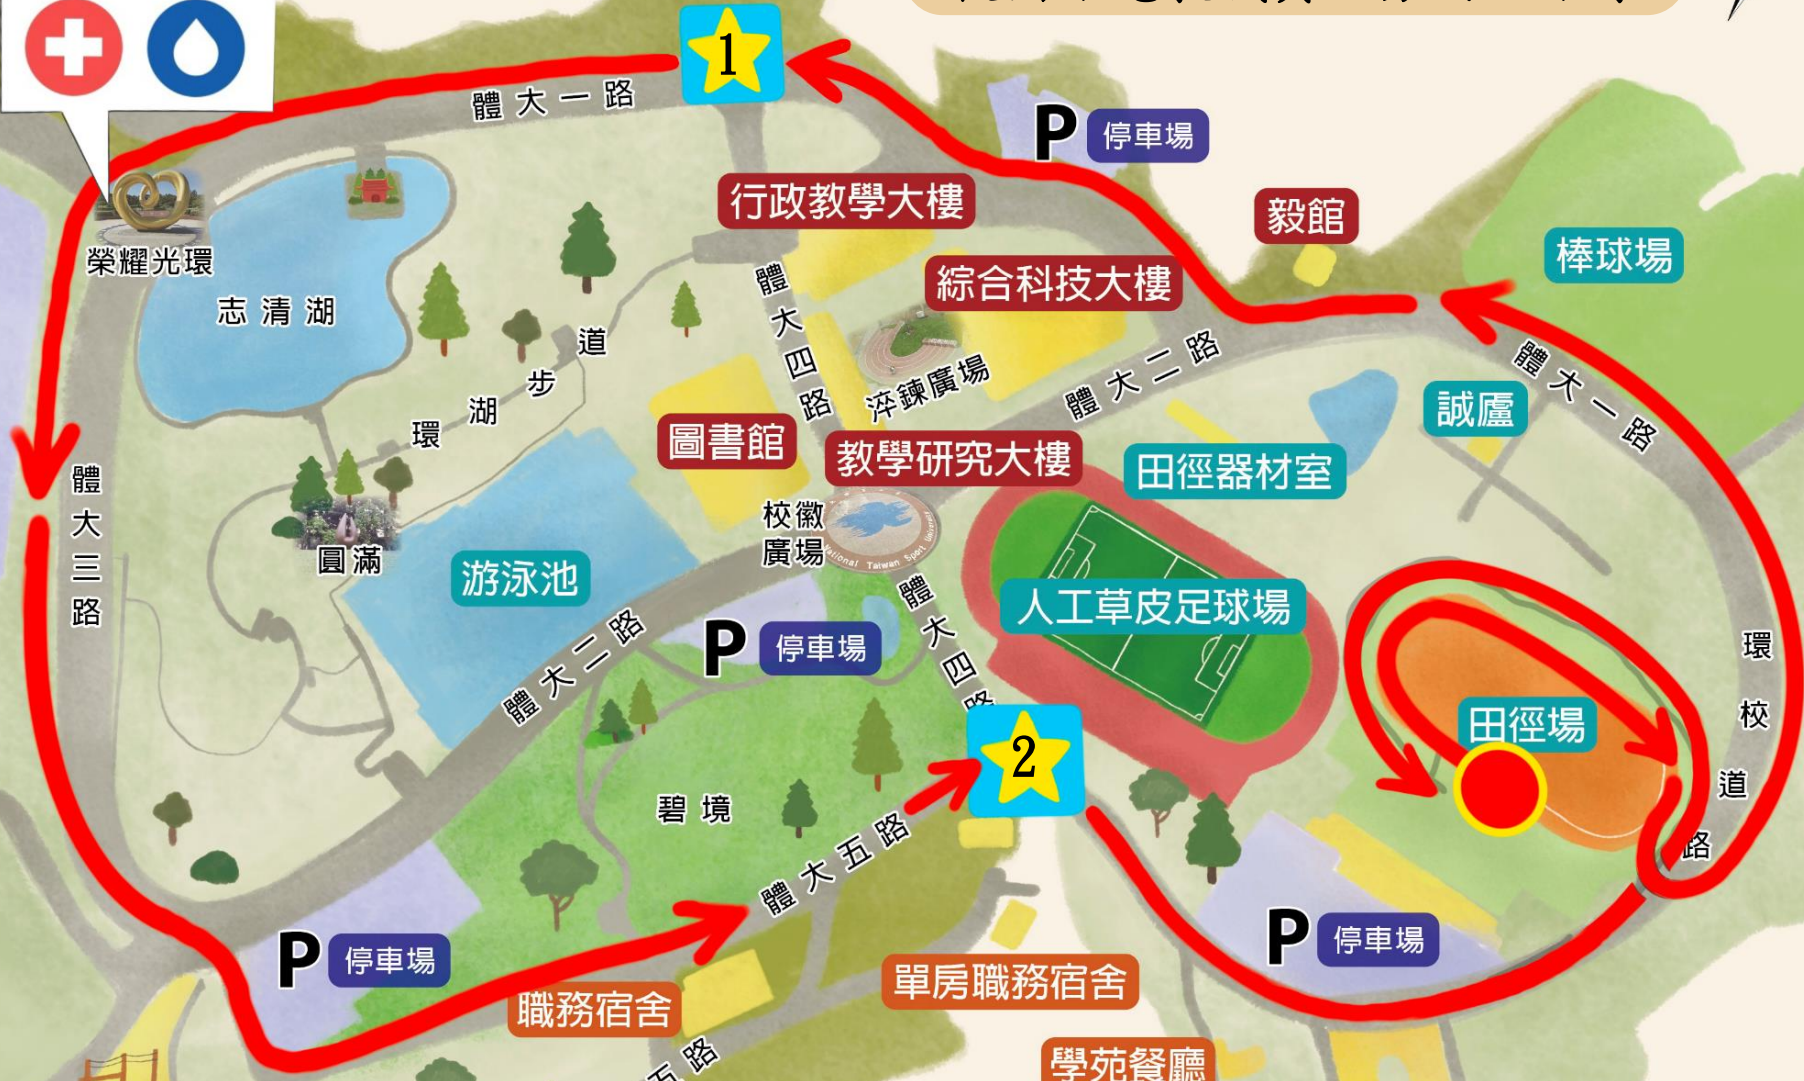 1
體大一路
P 停車場
行政教學大樓
毅館
棒球場
榮耀光環
志清湖
綜合科技大樓
體大四路
淬鍊廣場
體大二路
體大一路
誠廬
環湖步道
圖書館
教學研究大樓
田徑器材室
體大三路
校徽
廣場
National Taiwan Sport University
圓滿
游泳池
人工草皮足球場
體大四路
P 停車場
體大二路
環校道路
田徑場
2
碧境
體大五路
P 停車場
P 停車場
職務宿舍
單房職務宿舍
五路
學苑餐廳